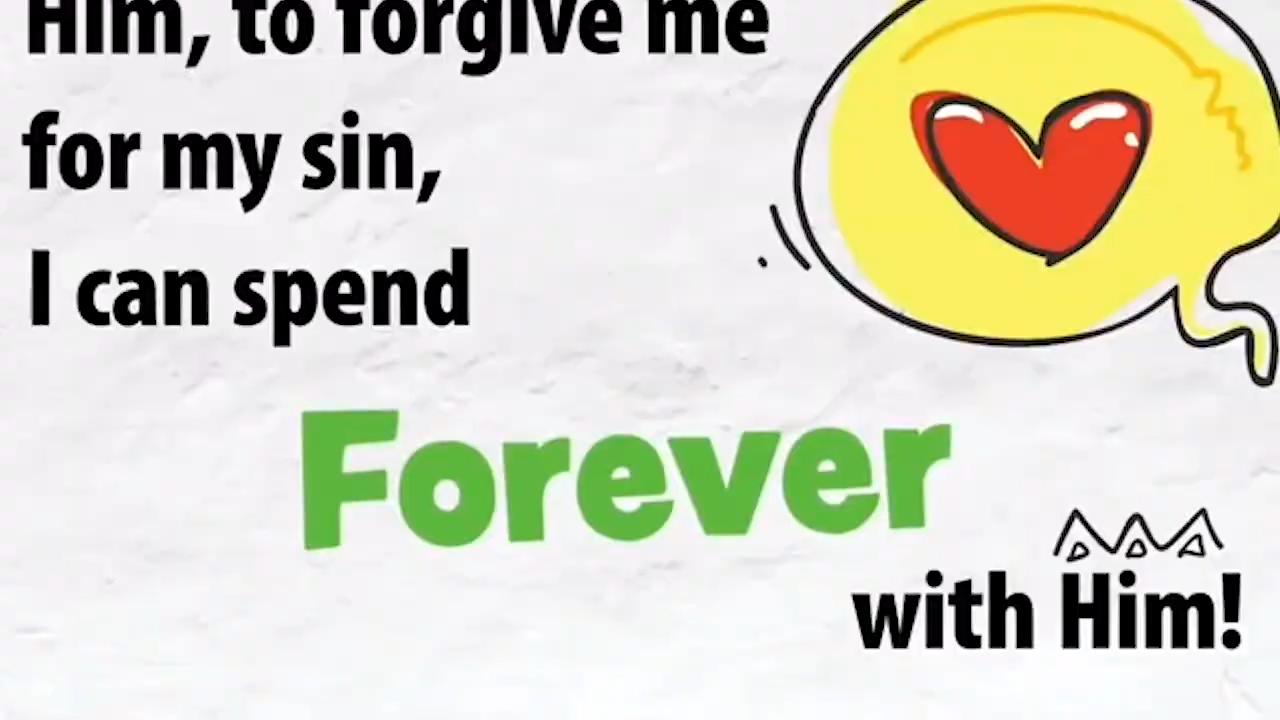 Him, to forgive me
for my sin,
I can spend
Forever
with Him!